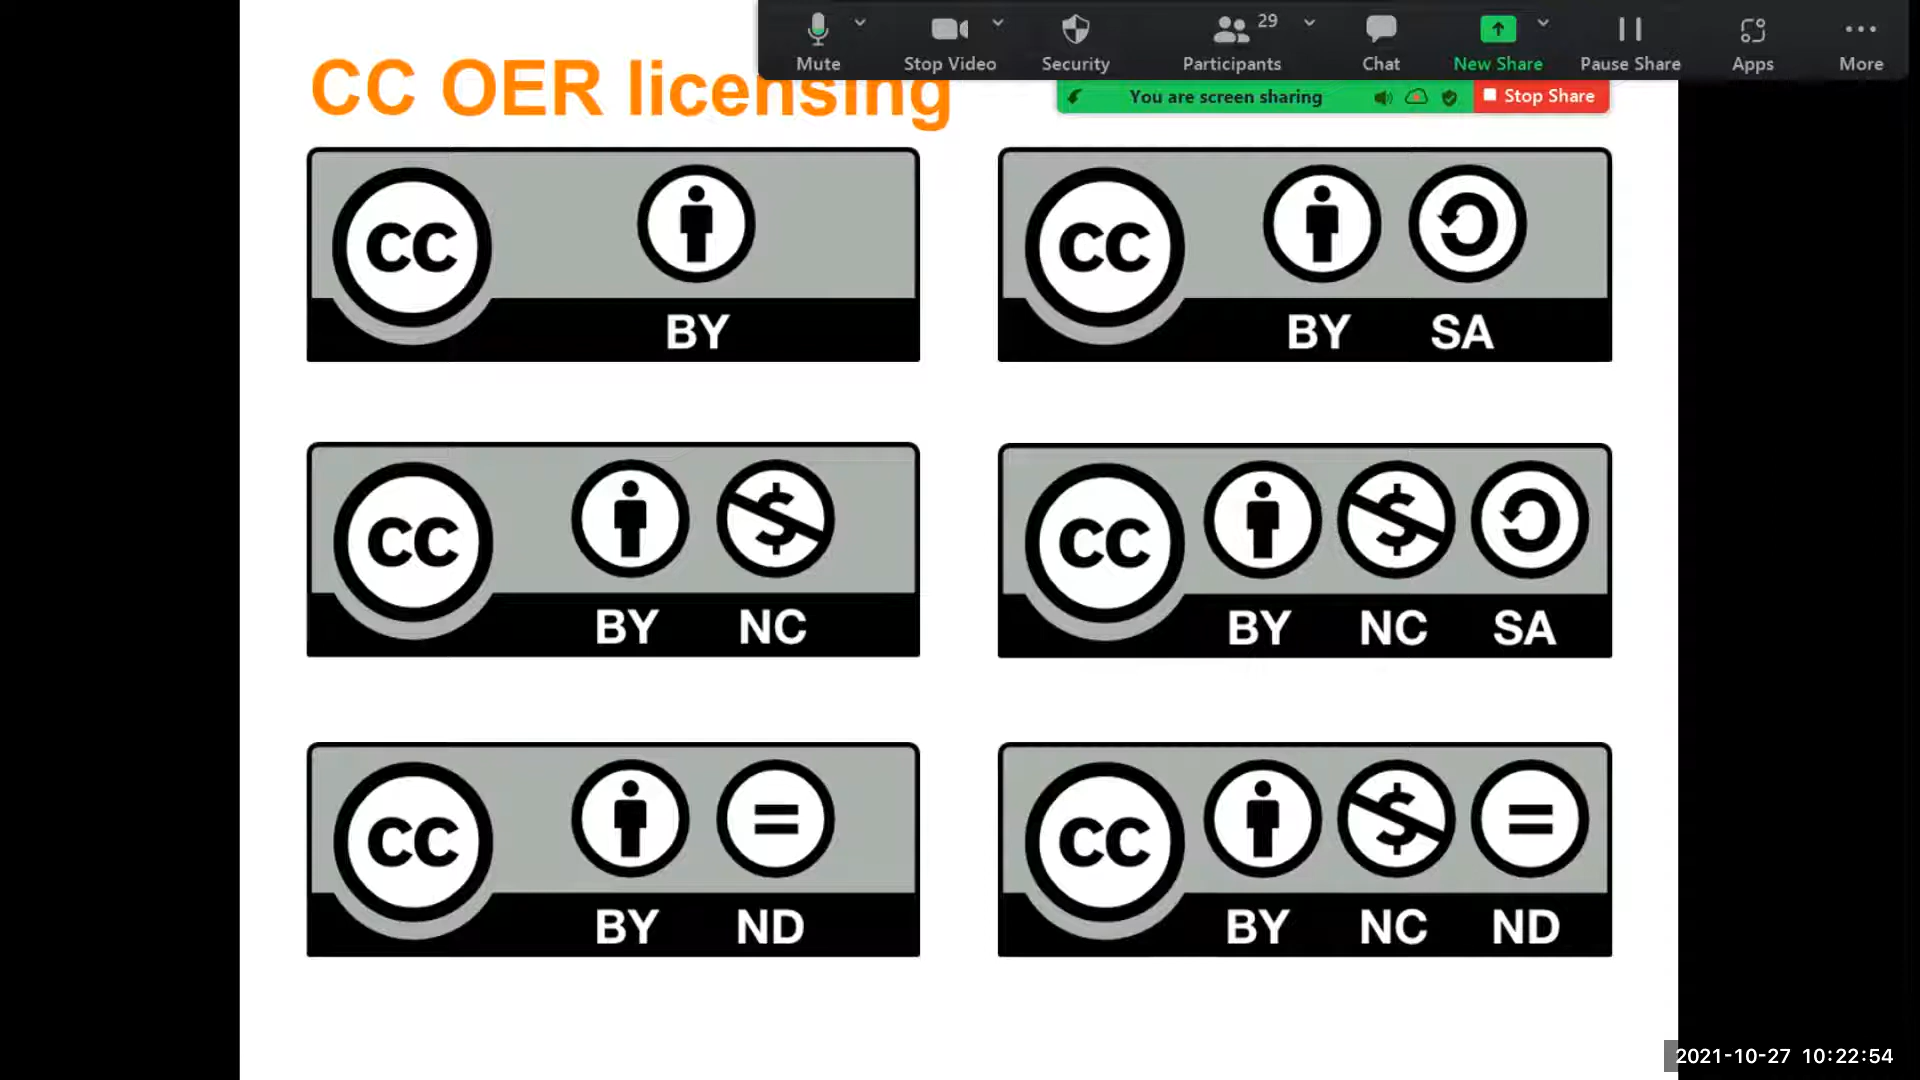 Mute
Stop Video
Security
Participants
29
Chat
New Share
Pause Share
Apps
More
CC OER licensing
You are screen sharing
Stop Share
cc
BY
cc
BY SA
cc
$
BY NC
cc
$
BY NC SA
cc
=
BY ND
cc
$ =
BY NC ND
2021-10-27 10:22:54